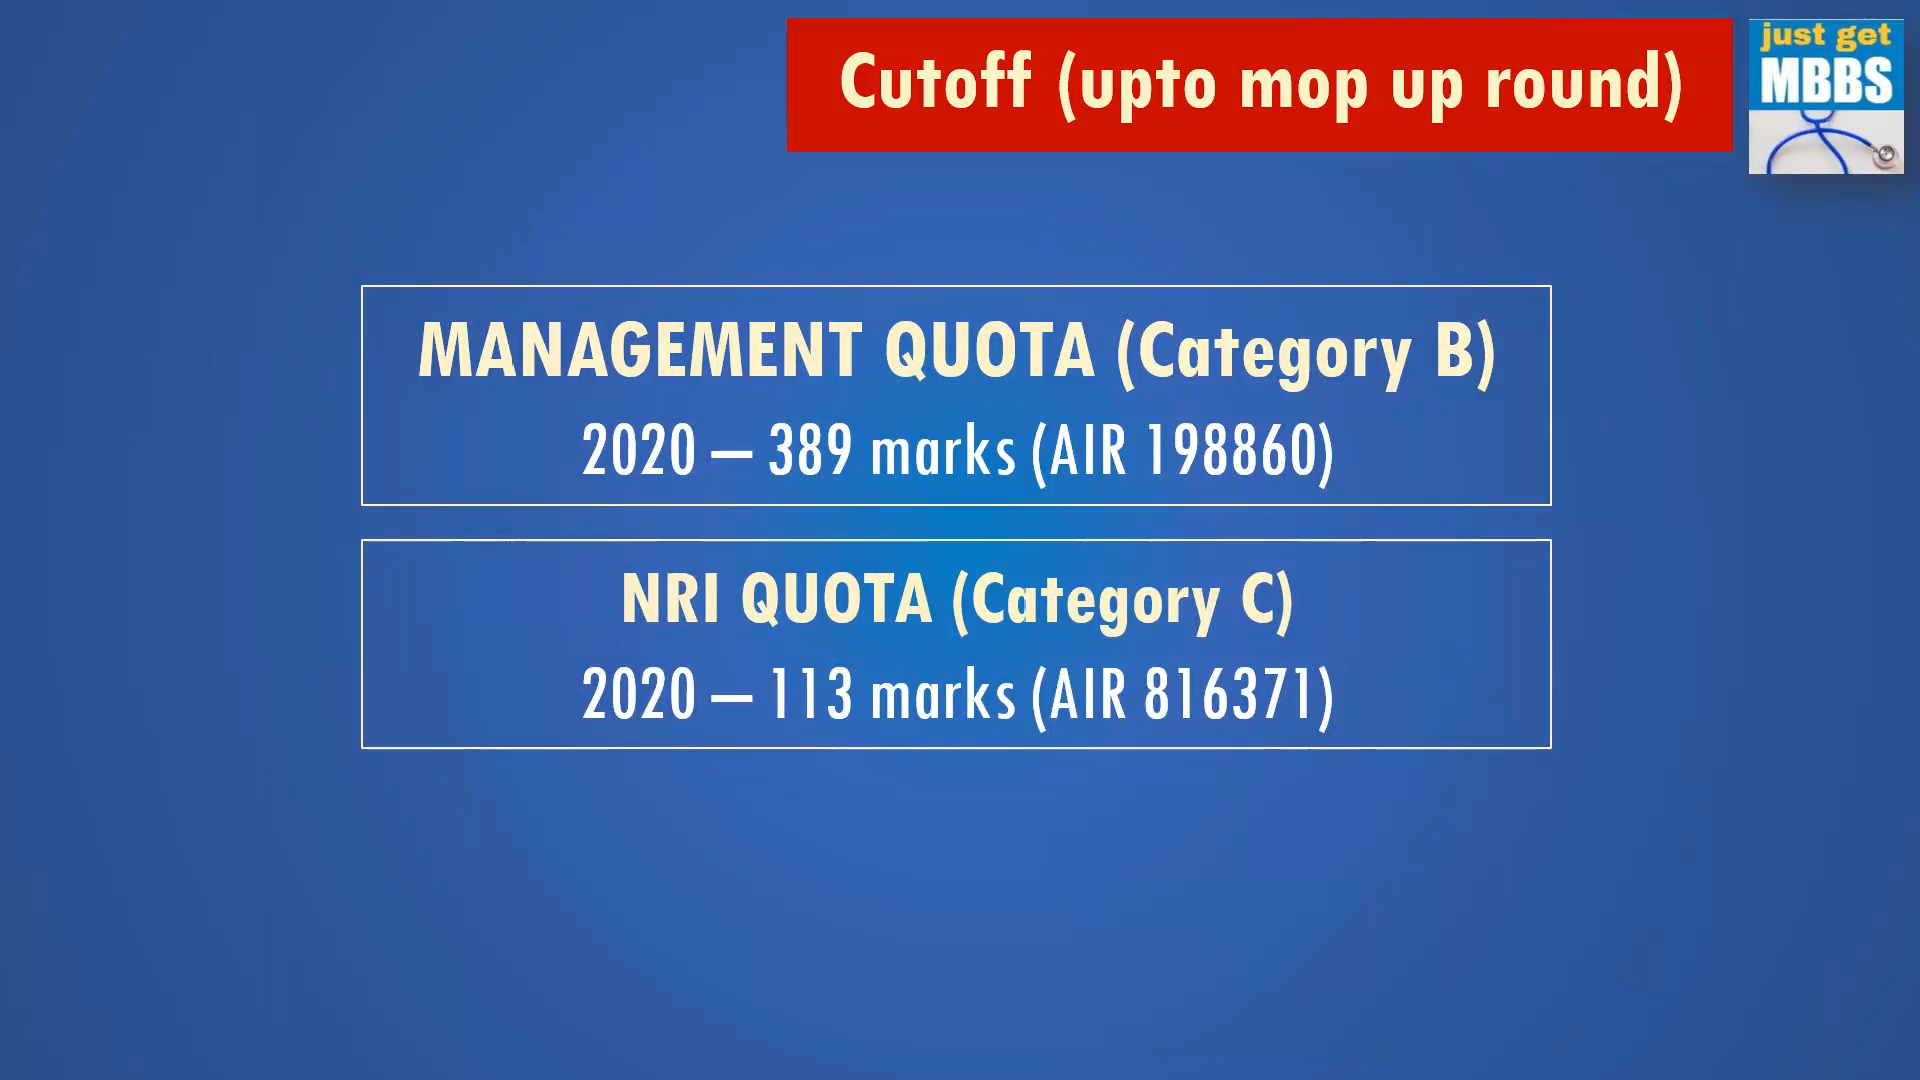 Cutoff (upto mop up round)
just get
MBBS
MANAGEMENT QUOTA (Category B)
2020 – 389 marks (AIR 198860)
NRI QUOTA (Category C)
2020 – 113 marks (AIR 816371)